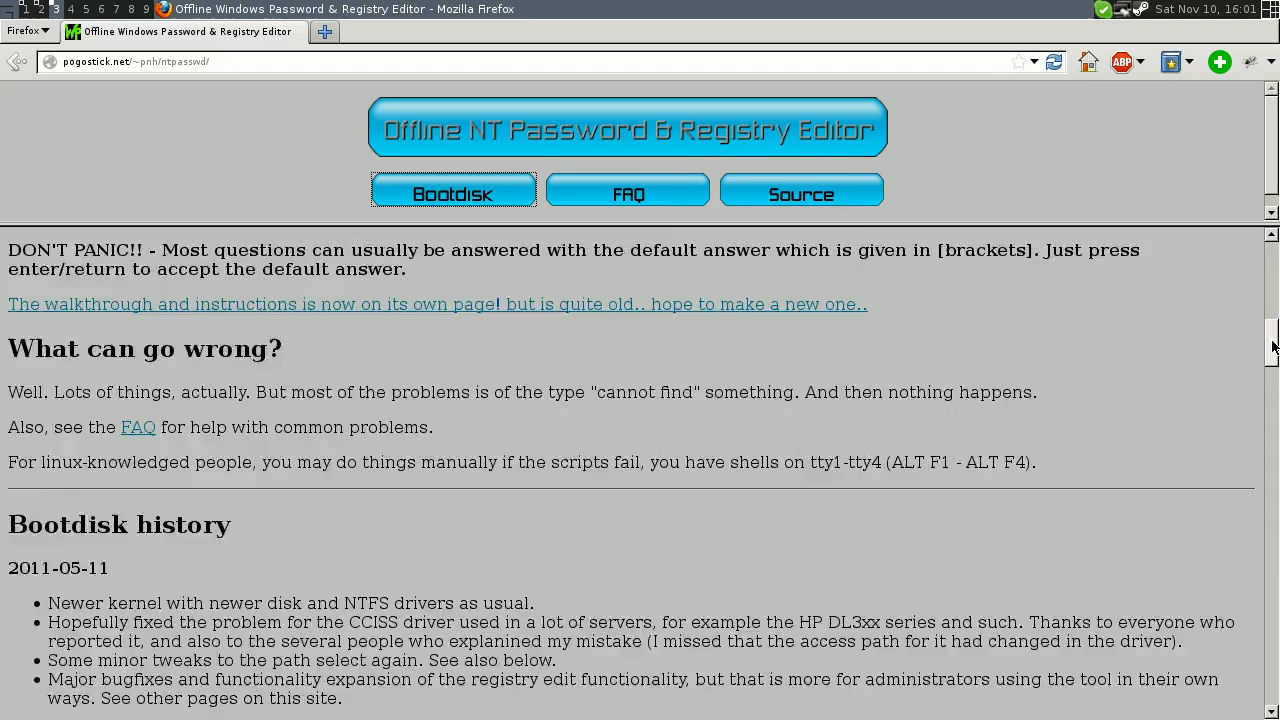 1 2 3 4 5 6 7 8 9 Offline Windows Password & Registry Editor - Mozilla Firefox
Sat Nov 10, 16:01
Firefox
Offline Windows Password & Registry Editor
pogostick.net/~pnh/ntpasswd/
ABP
Offline NT Password & Registry Editor
Bootdisk FAQ Source
DON'T PANIC!! - Most questions can usually be answered with the default answer which is given in [brackets]. Just press
enter/return to accept the default answer.
The walkthrough and instructions is now on its own page! but is quite old.. hope to make a new one..
What can go wrong?
Well. Lots of things, actually. But most of the problems is of the type "cannot find" something. And then nothing happens.
Also, see the FAQ for help with common problems.
For linux-knowledged people, you may do things manually if the scripts fail, you have shells on tty1-tty4 (ALT F1 - ALT F4).
Bootdisk history
2011-05-11
• Newer kernel with newer disk and NTFS drivers as usual.
• Hopefully fixed the problem for the CCISS driver used in a lot of servers, for example the HP DL3xx series and such. Thanks to everyone who
reported it, and also to the several people who explanined my mistake (I missed that the access path for it had changed in the driver).
• Some minor tweaks to the path select again. See also below.
• Major bugfixes and functionality expansion of the registry edit functionality, but that is more for administrators using the tool in their own
ways. See other pages on this site.